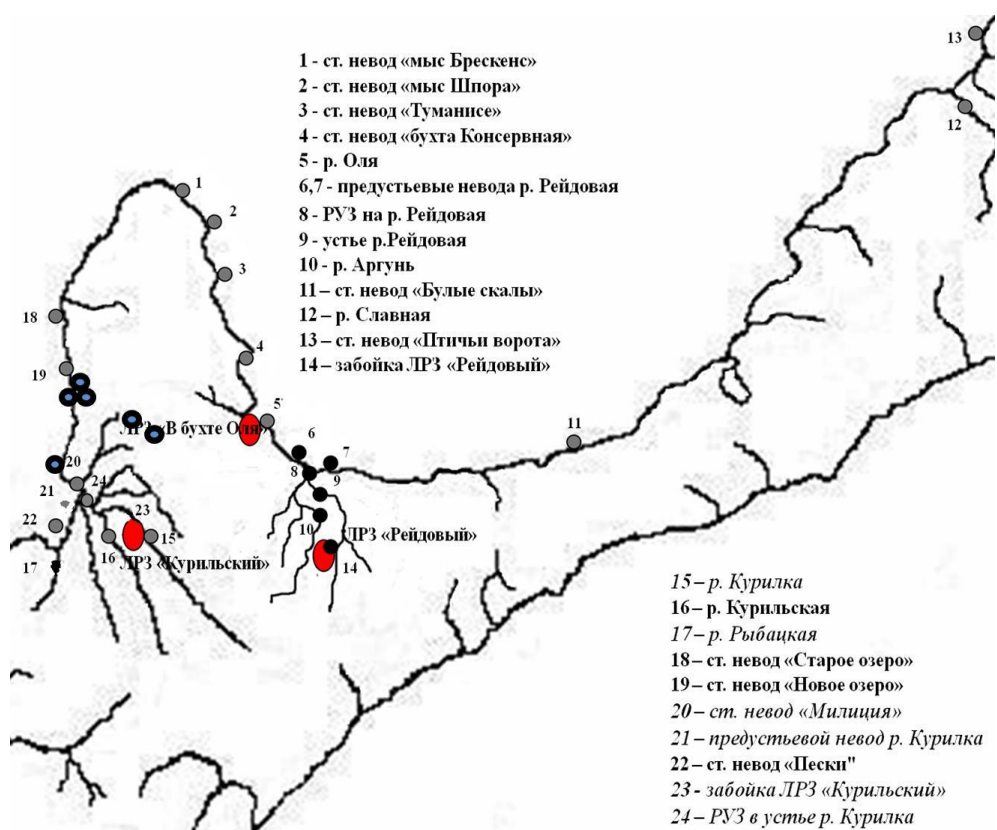 13
1 - ст. невод «мыс Брескенс»
2 - ст. невод «мыс Шпора»
3 - ст. невод «Туманисе»
4 - ст. невод «бухта Консервная»
5 - р. Оля
6,7 - предустьевые невода р. Рейдовая
8 - РУЗ на р. Рейдовая
9 - устье р.Рейдовая
10 - р. Аргунь
11 – ст. невод «Булые скалы»
12 – р. Славная
13 – ст. невод «Птичьи ворота»
14 – забойка ЛРЗ «Рейдовый»
12
1
2
3
18
4
19
5
ЛРЗ «В бухте Оля»
6
7
11
20
8
9
21
24
22
23
10
ЛРЗ «Рейдовый»
16
15
ЛРЗ «Курильский»
14
17
15 – р. Курилка
16 – р. Курильская
17 – р. Рыбацкая
18 – ст. невод «Старое озеро»
19 – ст. невод «Новое озеро»
20 – ст. невод «Милиция»
21 – предустьевой невод р. Курилка
22 – ст. невод «Пески"
23 - забойка ЛРЗ «Курильский»
24 – РУЗ в устье р. Курилка